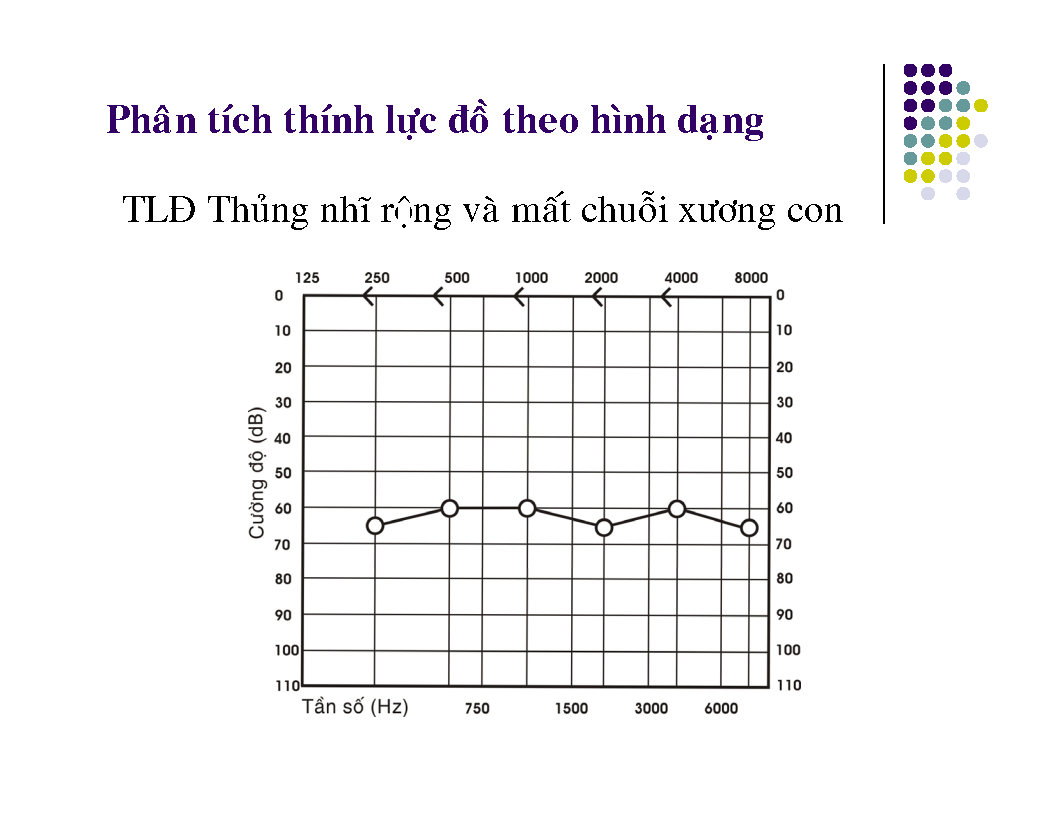 Phân tích thính lực đồ theo hình dạng
TLĐ Thủng nhĩ rộng và mất chuỗi xương con
125 250 500 1000 2000 4000 8000
0 0
10 10
20 20
30 30
40 40
50 50
60 60
70 70
80 80
90 90
100 100
110 110
Cường độ (dB)
Tần số (Hz) 750 1500 3000 6000